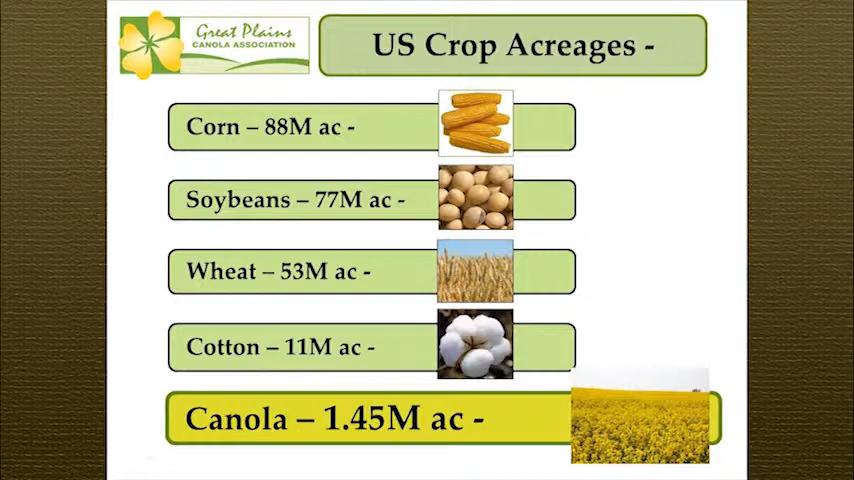 Great Plains
CANOLA ASSOCIATION
US Crop Acreages -
Corn – 88M ac -
Soybeans – 77M ac -
Wheat – 53M ac -
Cotton – 11M ac -
Canola – 1.45M ac -